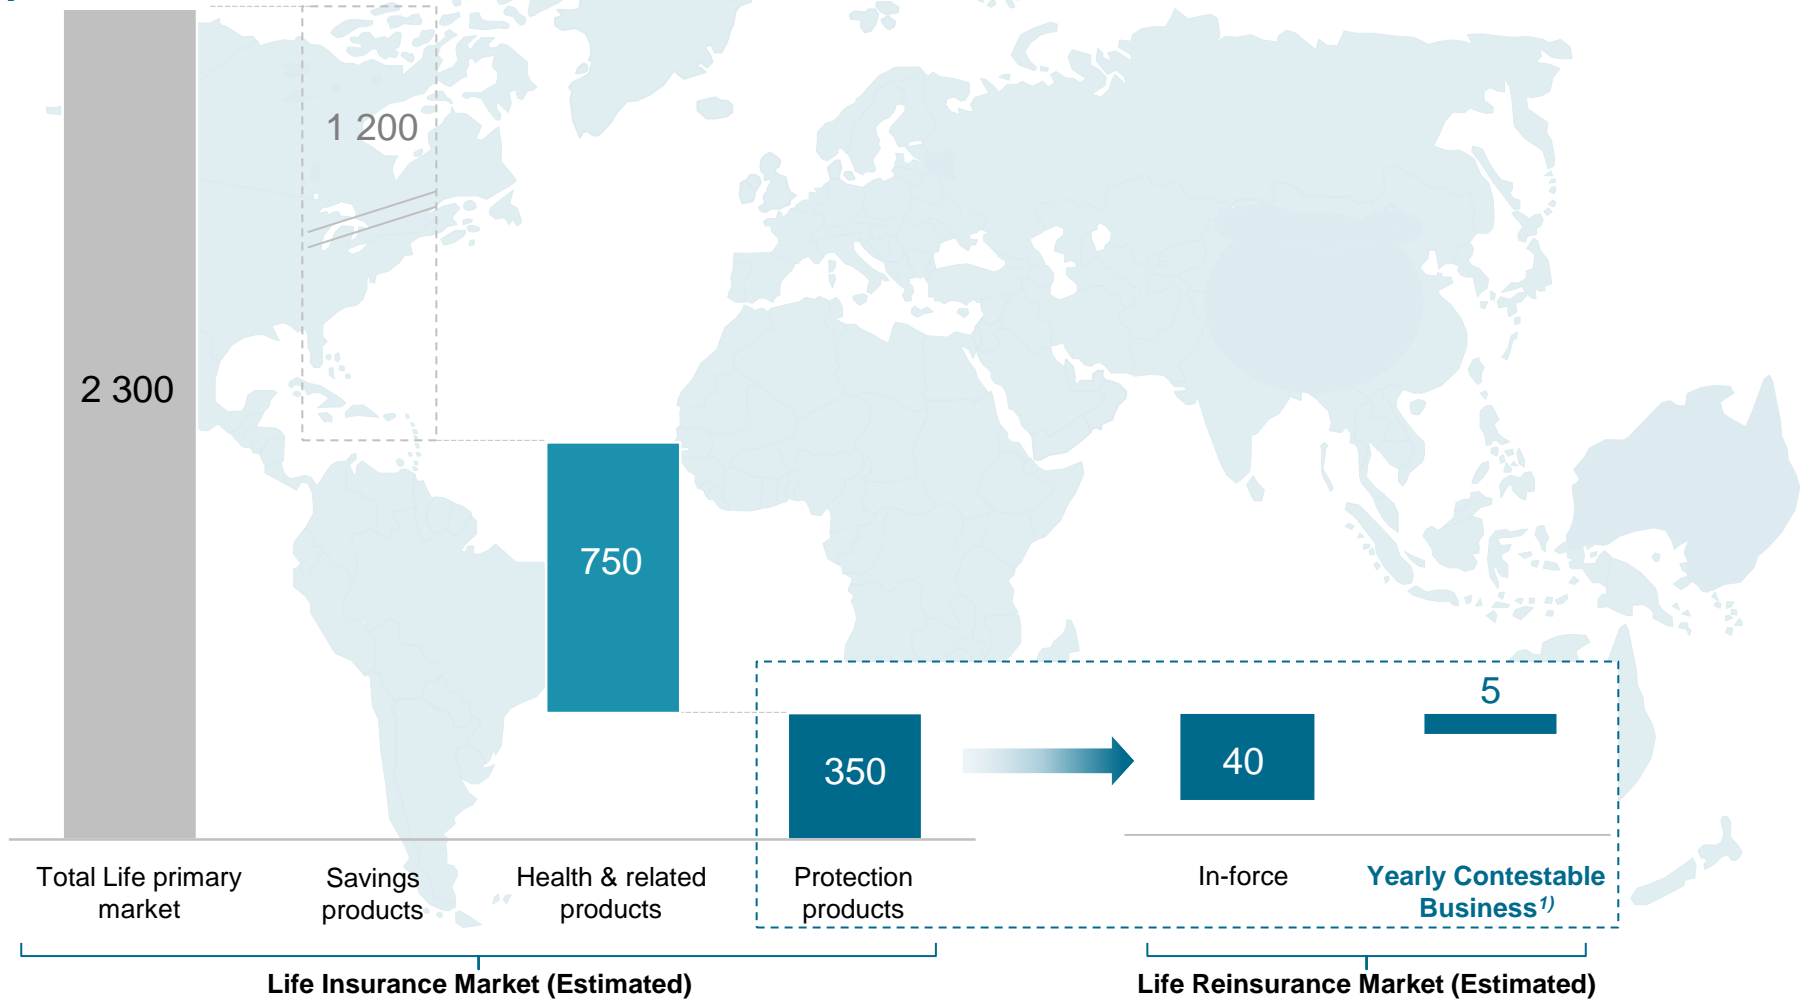 1 200
2 300
750
5
350
40
Total Life primary
market
Savings
products
Health & related
products
Protection
products
In-force
Yearly Contestable
Business1)
Life Insurance Market (Estimated)
Life Reinsurance Market (Estimated)